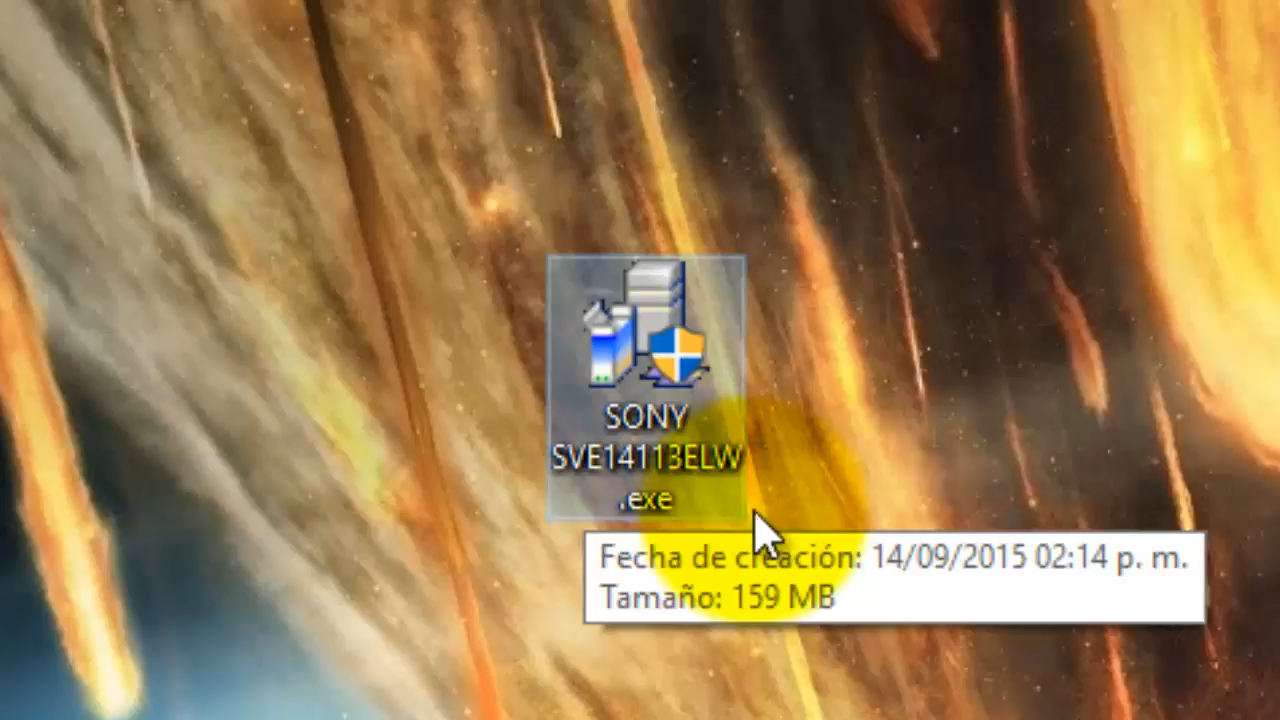 SONY
SVE14113ELW
.exe
Fecha de creación: 14/09/2015 02:14 p. m.
Tamaño: 159 MB